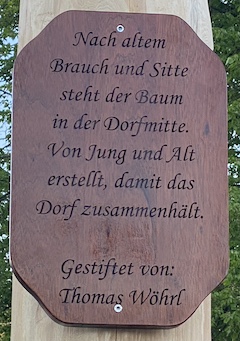 Nach altem
Brauch und Sitte
steht der Baum
in der Dorfmitte.
Von Jung und Alt
erstellt, damit das
Dorf zusammenhält.
Gestiftet von:
Thomas Wöhrl